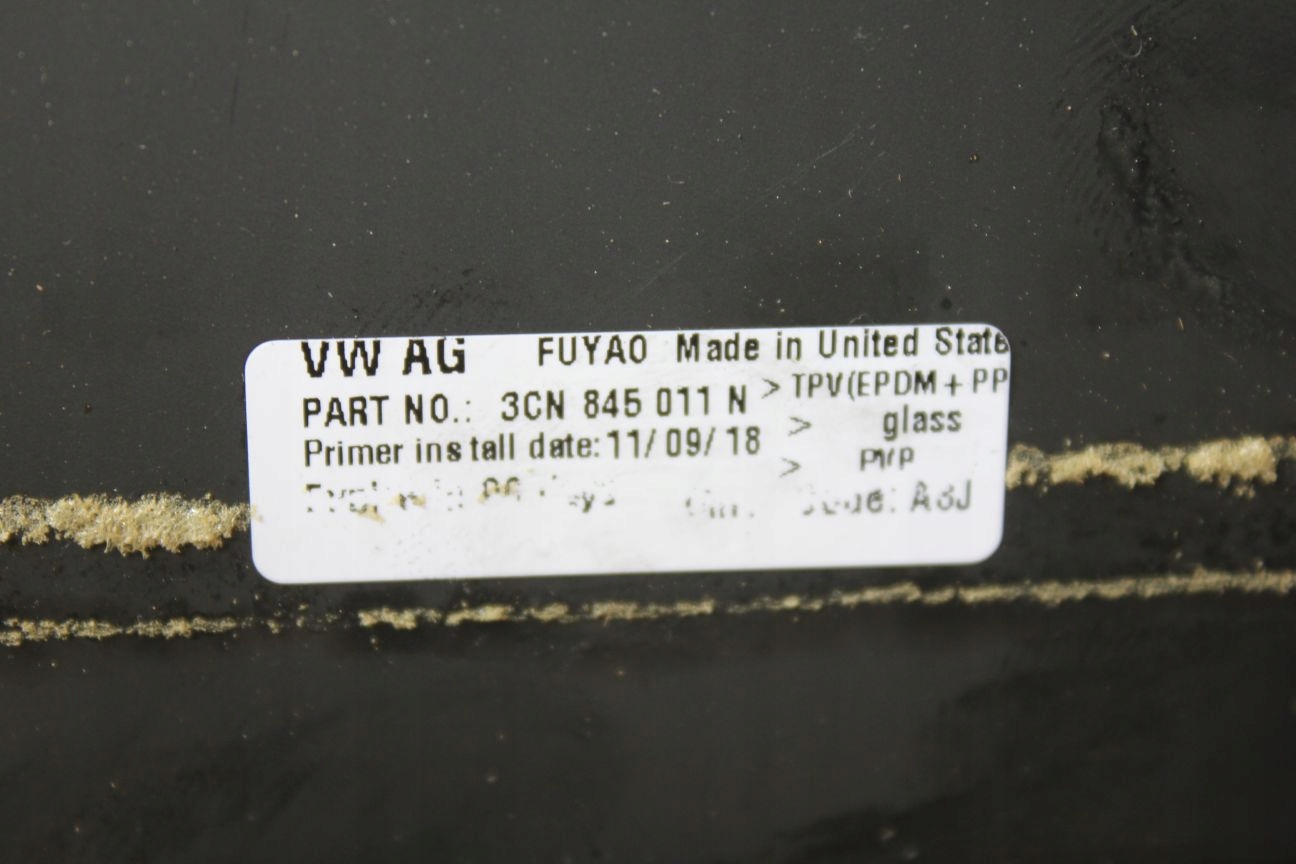 VW AG FUYAO Made in United State
PART NO.: 3CN 845 011 N > TPV(EPDM + PP
Primer install date: 11/09/18 > glass
>
Code: